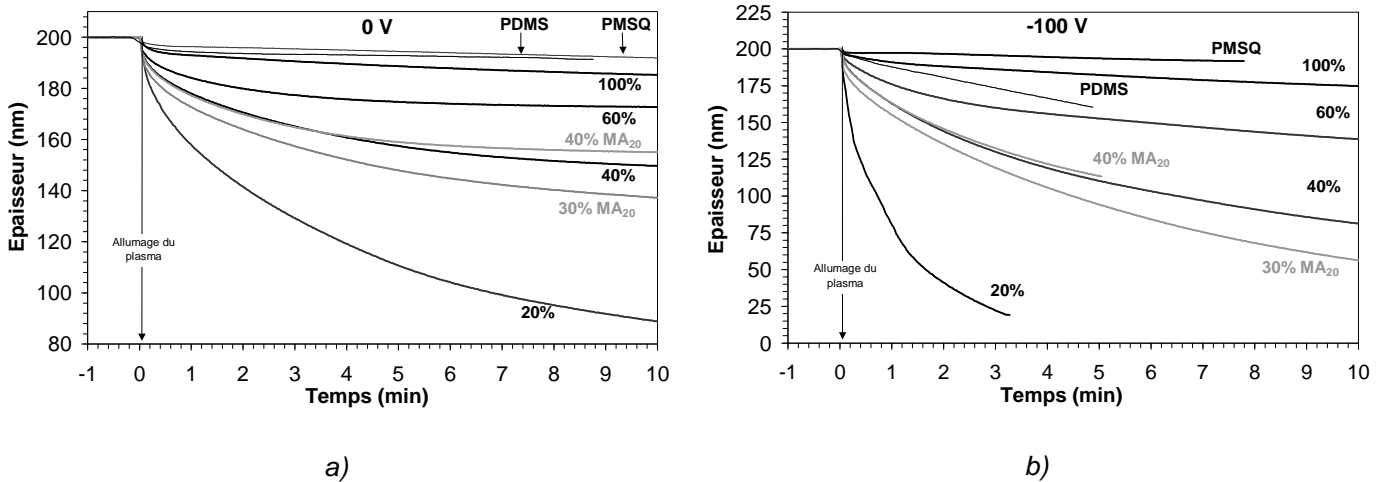 0 V
PDMS
PMSQ
100%
60%
40% MA20
40%
30% MA20
20%
Allumage du
plasma
Epaisseur (nm)
200
180
160
140
120
100
80
-1 0 1 2 3 4 5 6 7 8 9 10
Temps (min)
a)
-100 V
PMSQ
100%
PDMS
60%
40% MA20
40%
30% MA20
20%
Allumage du
plasma
Epaisseur (nm)
225
200
175
150
125
100
75
50
25
0
-1 0 1 2 3 4 5 6 7 8 9 10
Temps (min)
b)